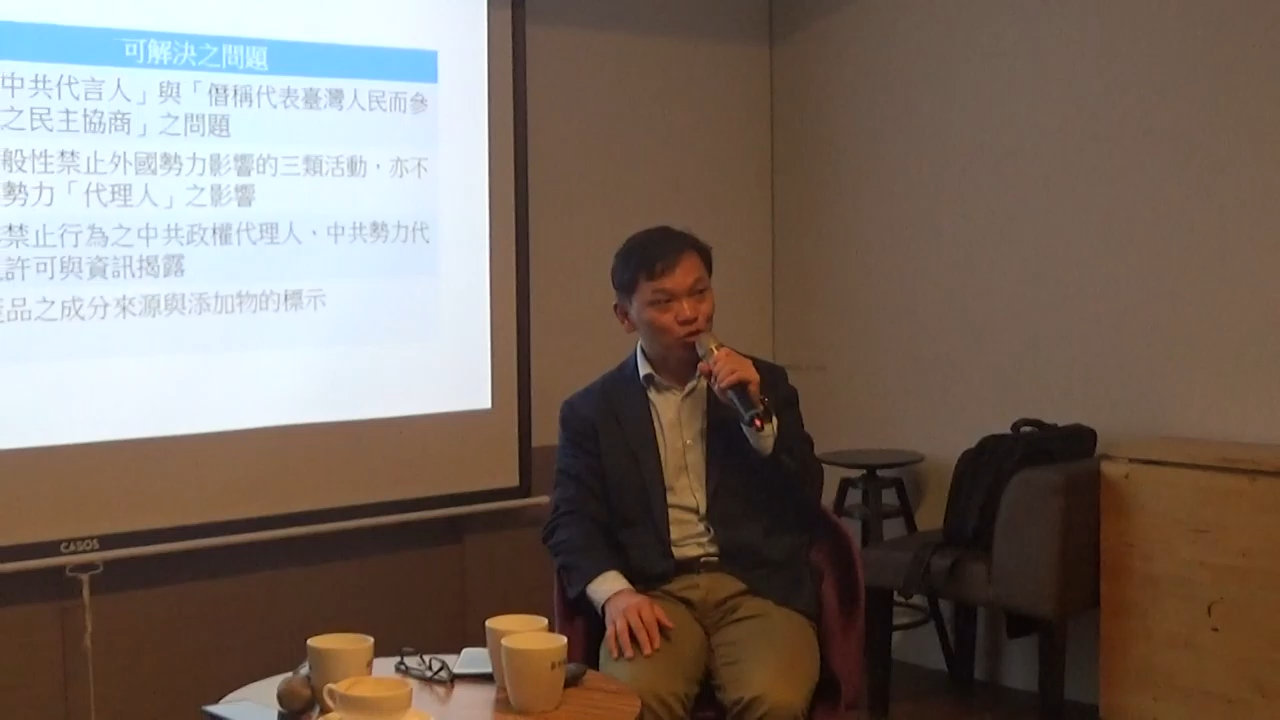 可解決之問題
中共代言人」與「僭稱代表臺灣人民而參
之民主協商」之問題
般性禁止外國勢力影響的三類活動，亦不
勢力「代理人」之影響
禁止行為之中共政權代理人、中共勢力代
許可與資訊揭露
品之成分來源與添加物的標示
CASOS